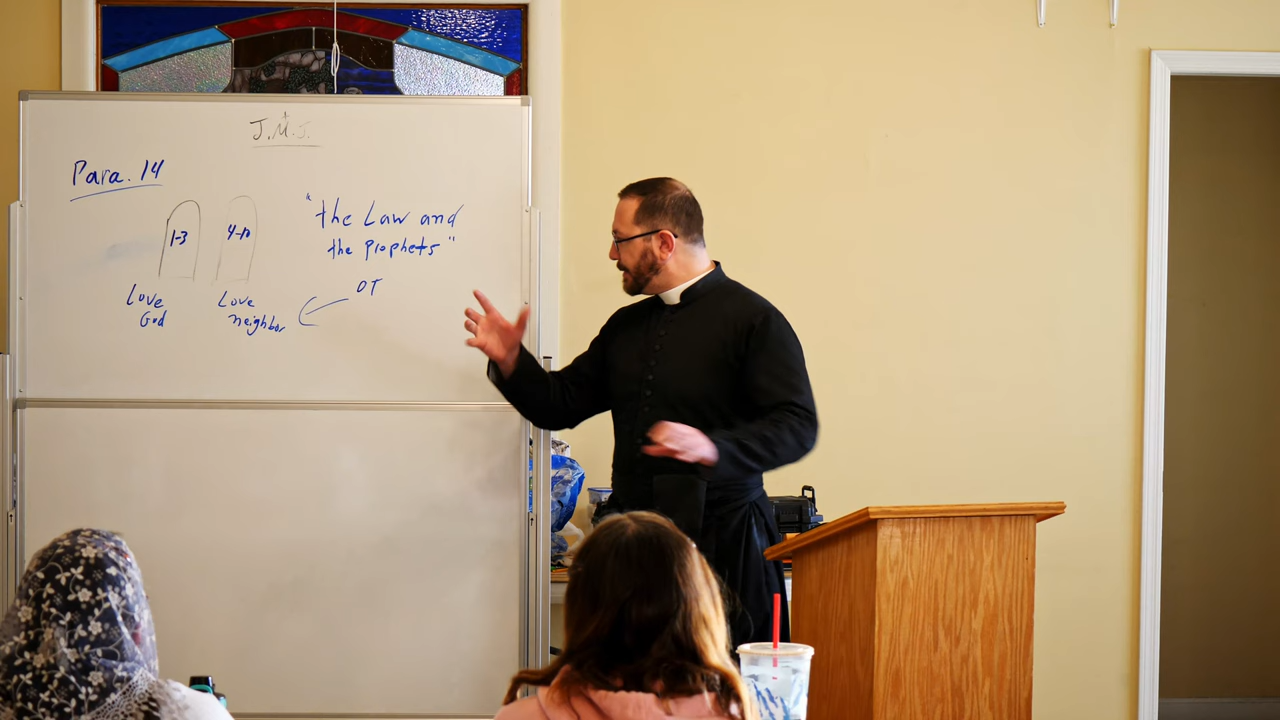 J.M.J.
Para. 14
1-3
4-10
"the Law and
the Prophets"
OT
Love
God
Love
neighbor